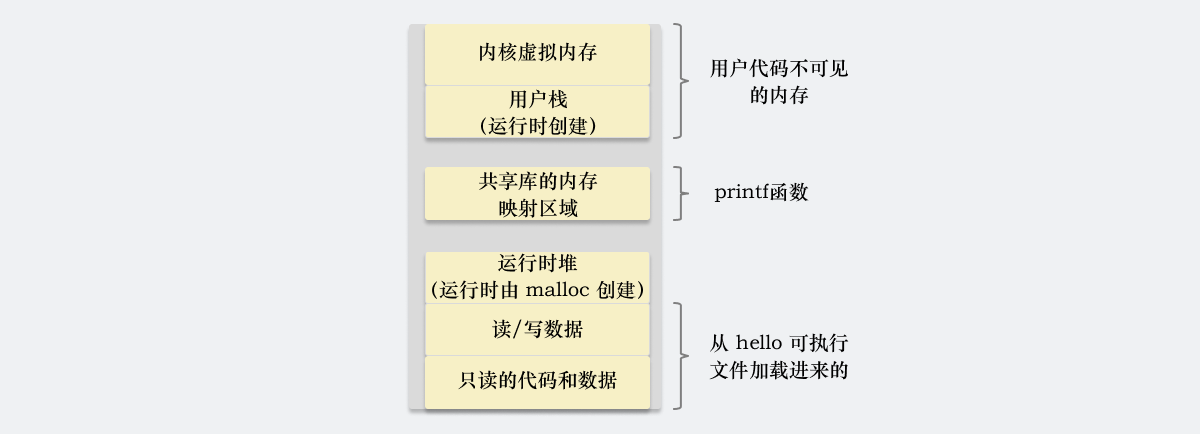 内核虚拟内存
用户栈
(运行时创建)
用户代码不可见
的内存
共享库的内存
映射区域
printf函数
运行时堆
(运行时由 malloc 创建)
读/写数据
只读的代码和数据
从 hello 可执行
文件加载进来的